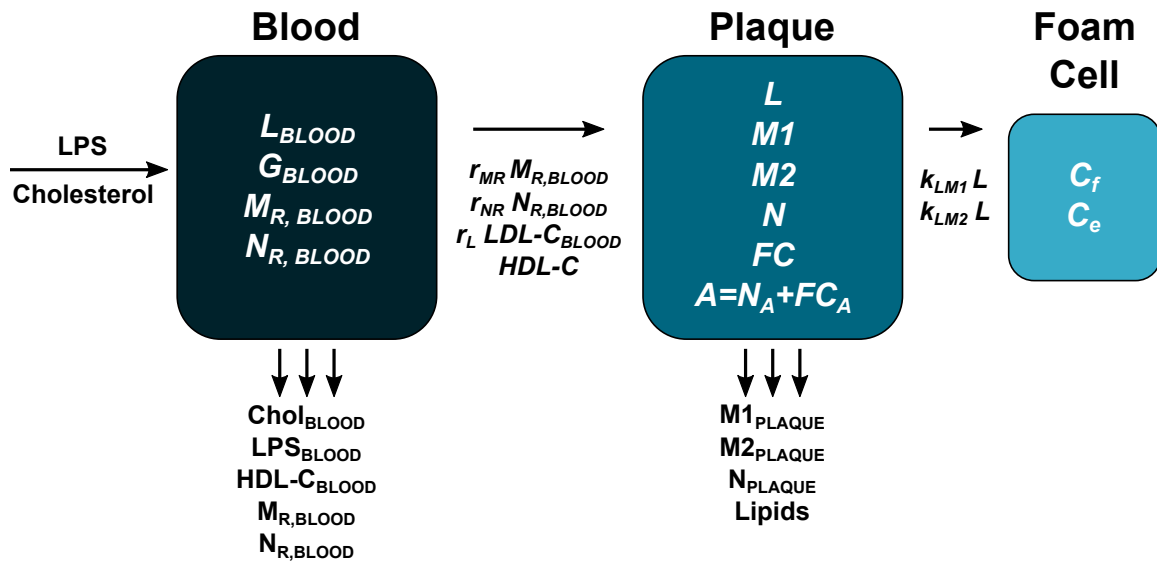 Blood
Plaque
Foam
Cell
LPS
Cholesterol
L_BLOOD
G_BLOOD
M_R, BLOOD
N_R, BLOOD
r_MR M_R,BLOOD
r_NR N_R,BLOOD
r_L LDL-C_BLOOD
HDL-C
L
M1
M2
N
FC
A=N_A+FC_A
k_LM1 L
k_LM2 L
C_f
C_e
Chol_BLOOD
LPS_BLOOD
HDL-C_BLOOD
M_R,BLOOD
N_R,BLOOD
M1_PLAQUE
M2_PLAQUE
N_PLAQUE
Lipids